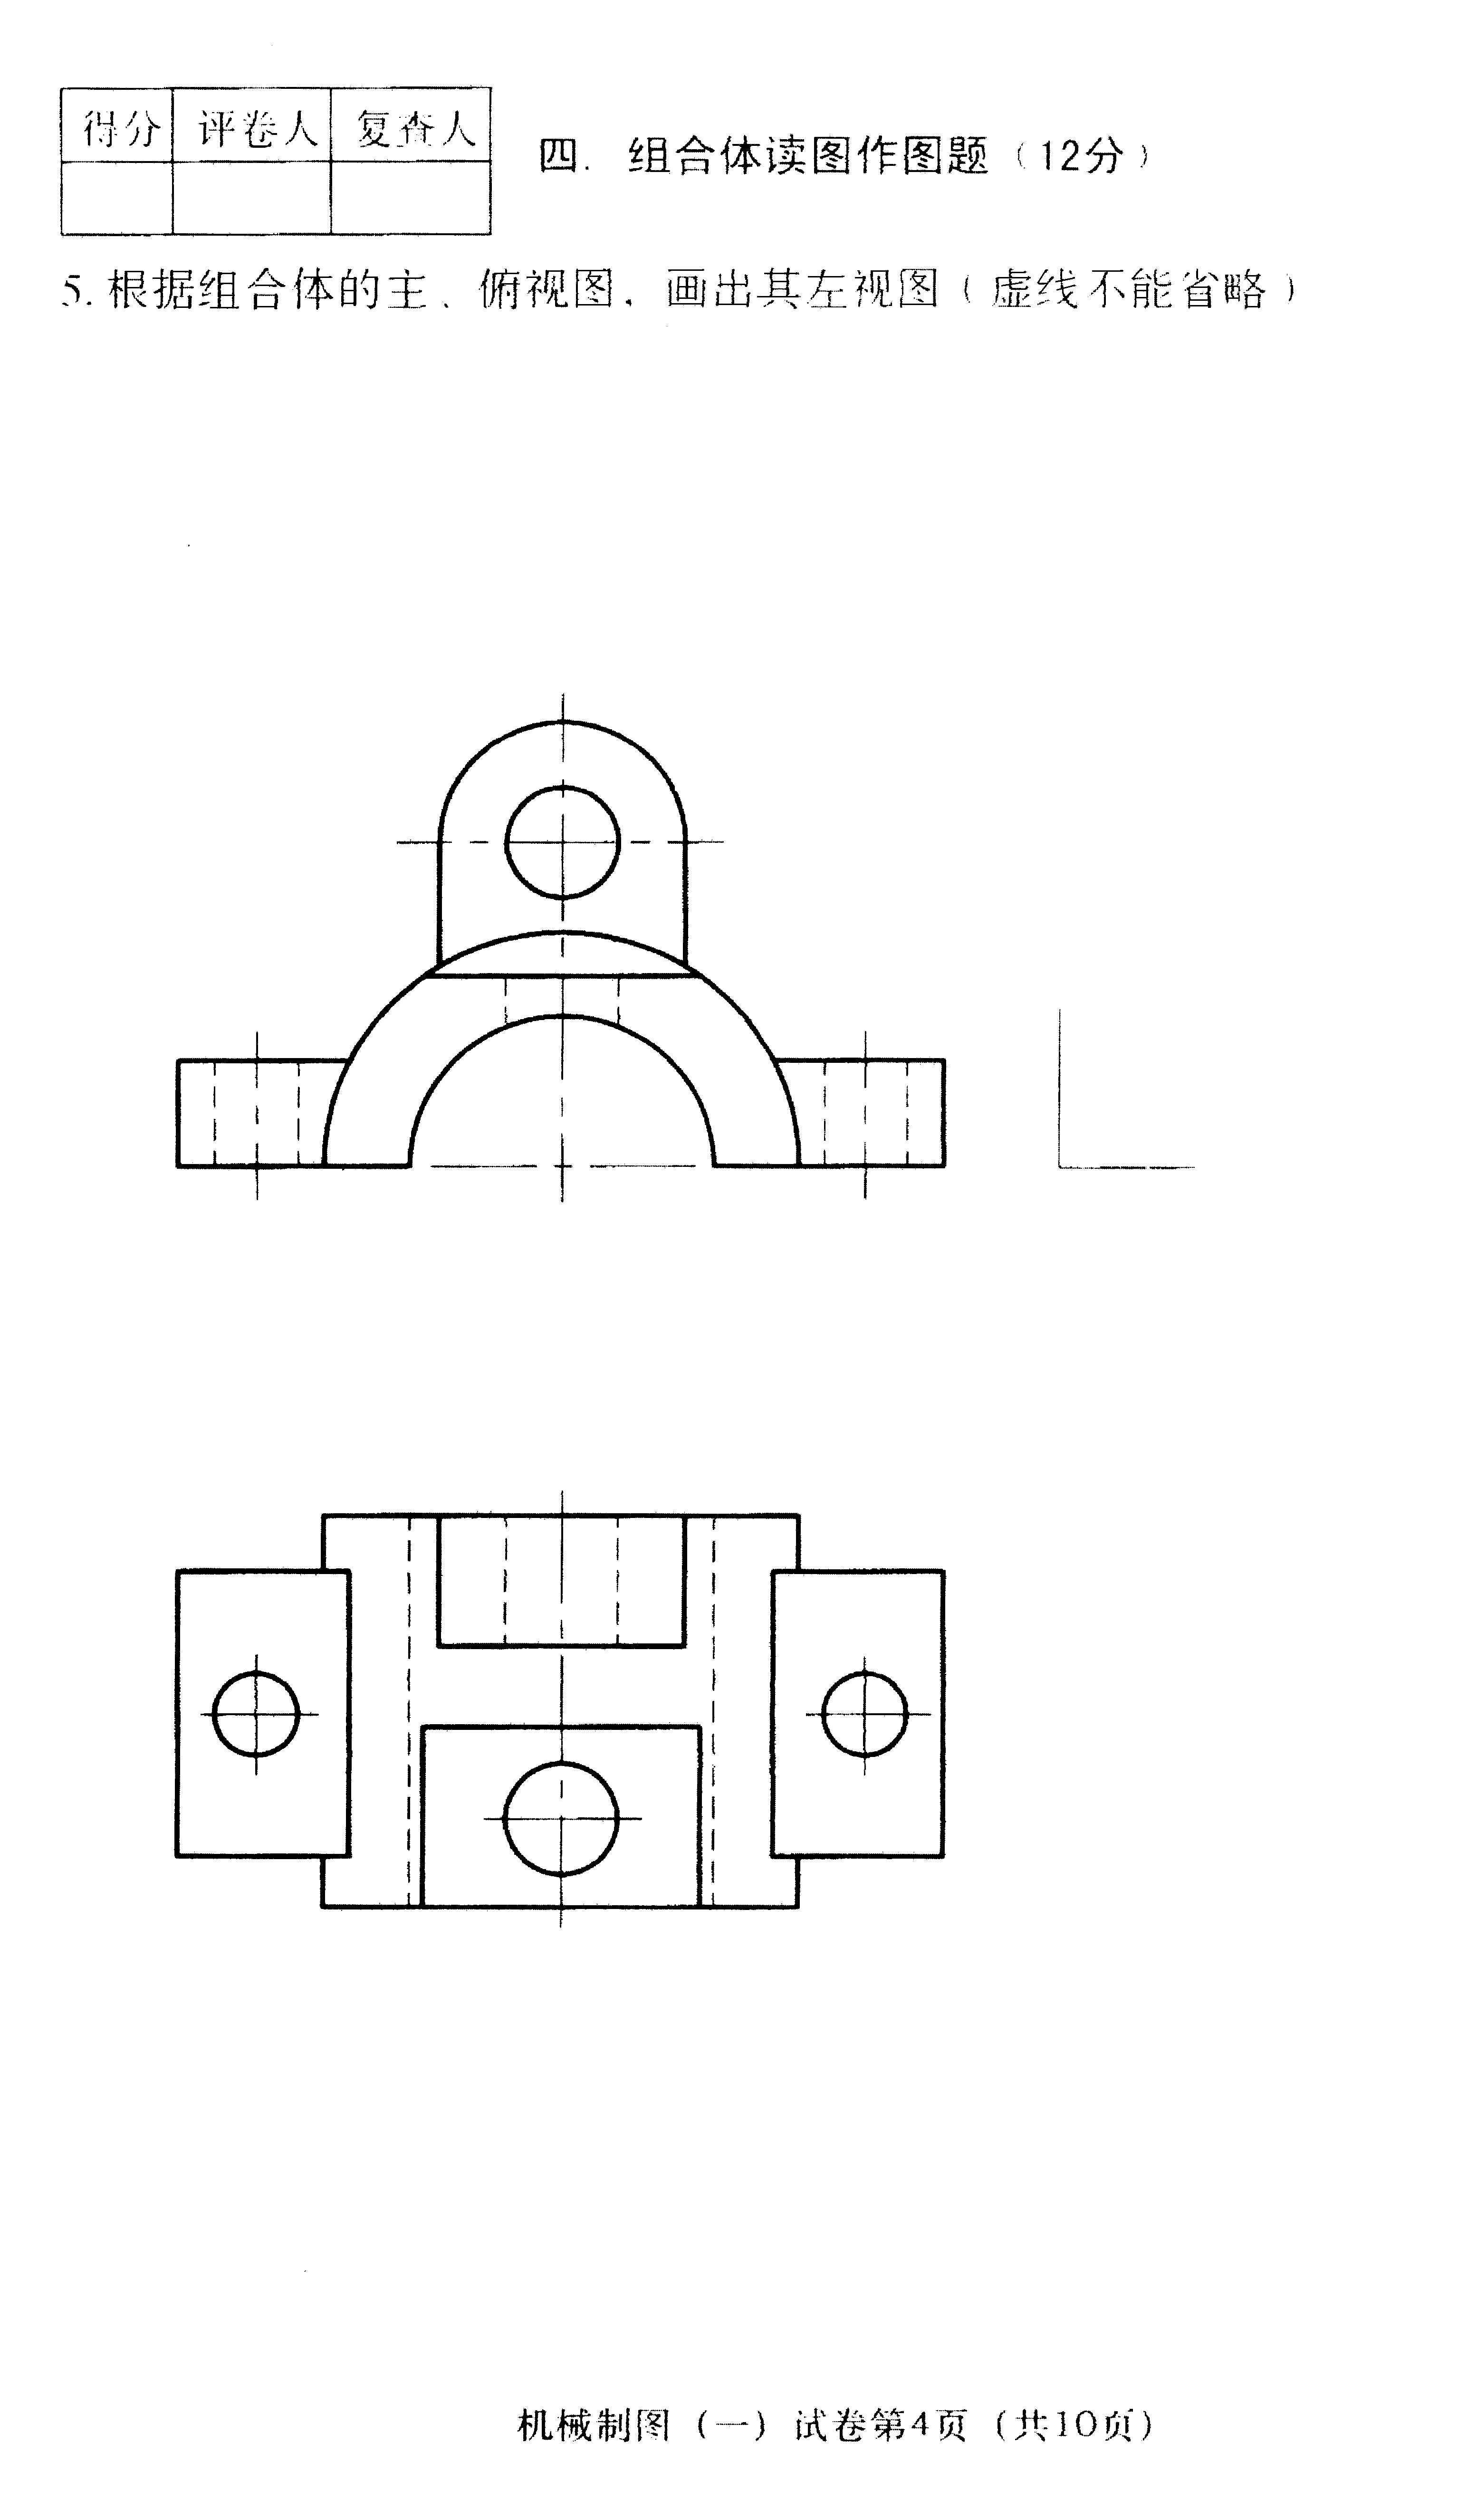 得分 评卷人 复查人
四. 组合体读图作图题（12分）
5.根据组合体的主、俯视图，画出其左视图（虚线不能省略）
机械制图（一）试卷第4页（共10页）